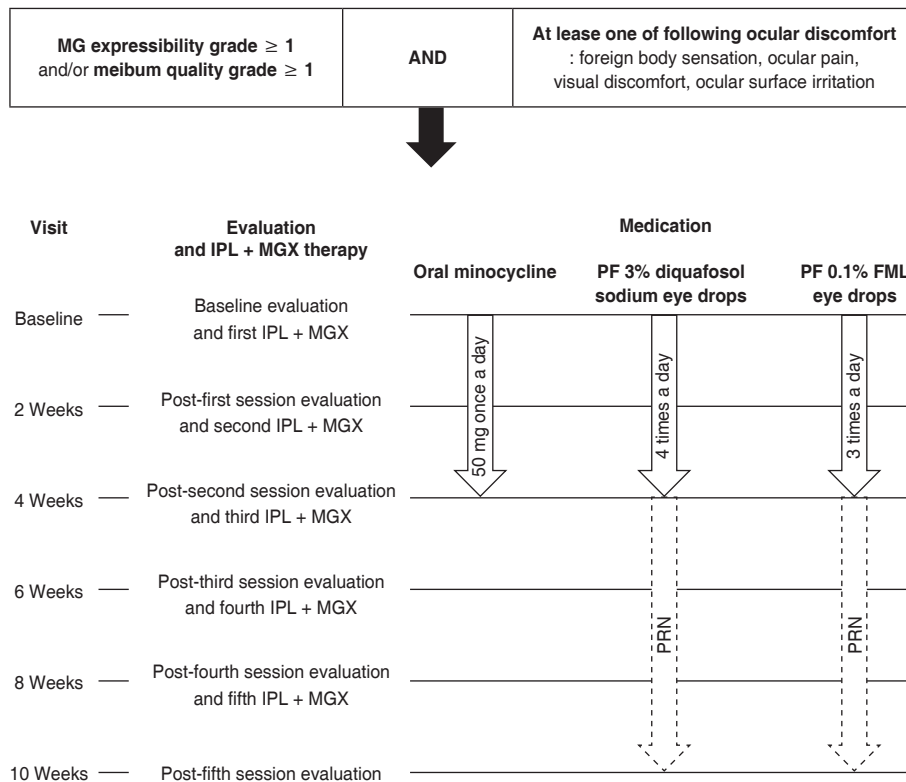 MG expressibility grade ≥ 1
and/or meibum quality grade ≥ 1
AND
At lease one of following ocular discomfort
: foreign body sensation, ocular pain,
visual discomfort, ocular surface irritation
Visit
Evaluation
and IPL + MGX therapy
Medication
Oral minocycline
PF 3% diquafosol
sodium eye drops
PF 0.1% FML
eye drops
Baseline
Baseline evaluation
and first IPL + MGX
50 mg once a day
4 times a day
3 times a day
2 Weeks
Post-first session evaluation
and second IPL + MGX
4 Weeks
Post-second session evaluation
and third IPL + MGX
6 Weeks
Post-third session evaluation
and fourth IPL + MGX
PRN
PRN
8 Weeks
Post-fourth session evaluation
and fifth IPL + MGX
10 Weeks
Post-fifth session evaluation